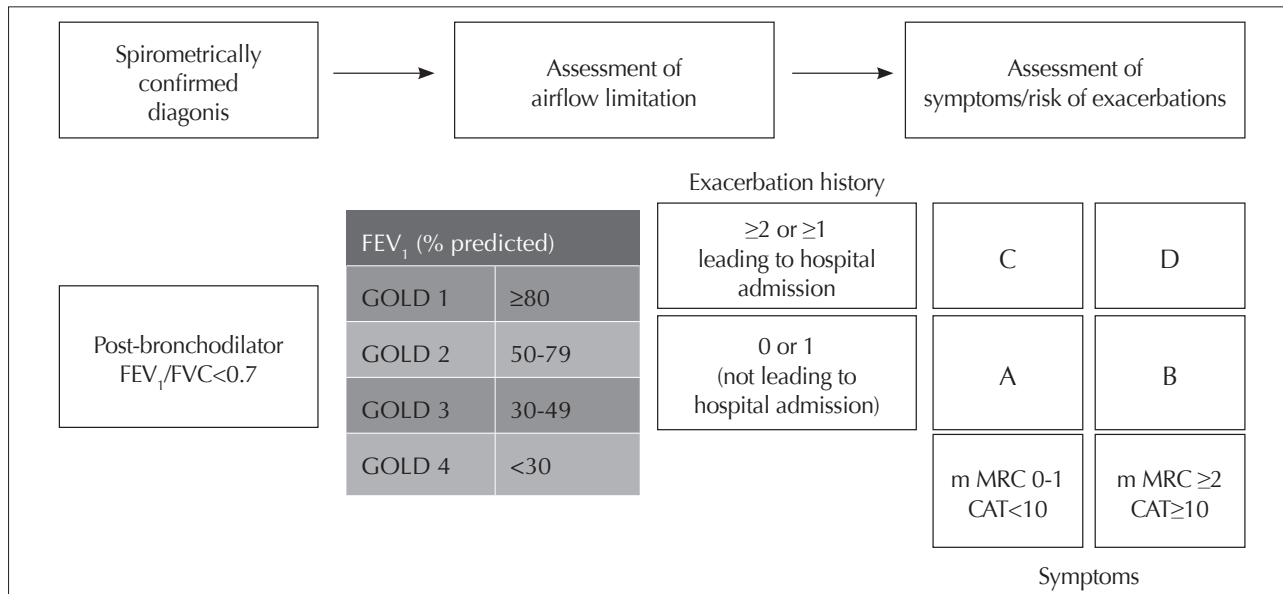 Spirometrically
confirmed
diagonis
Assessment of
airflow limitation
Assessment of
symptoms/risk of exacerbations
Post-bronchodilator
FEV₁/FVC<0.7
FEV₁ (% predicted)
GOLD 1 ≥80
GOLD 2 50-79
GOLD 3 30-49
GOLD 4 <30
Exacerbation history
≥2 or ≥1
leading to hospital
admission
0 or 1
(not leading to
hospital admission)
C D
A B
m MRC 0-1
CAT<10
m MRC ≥2
CAT≥10
Symptoms